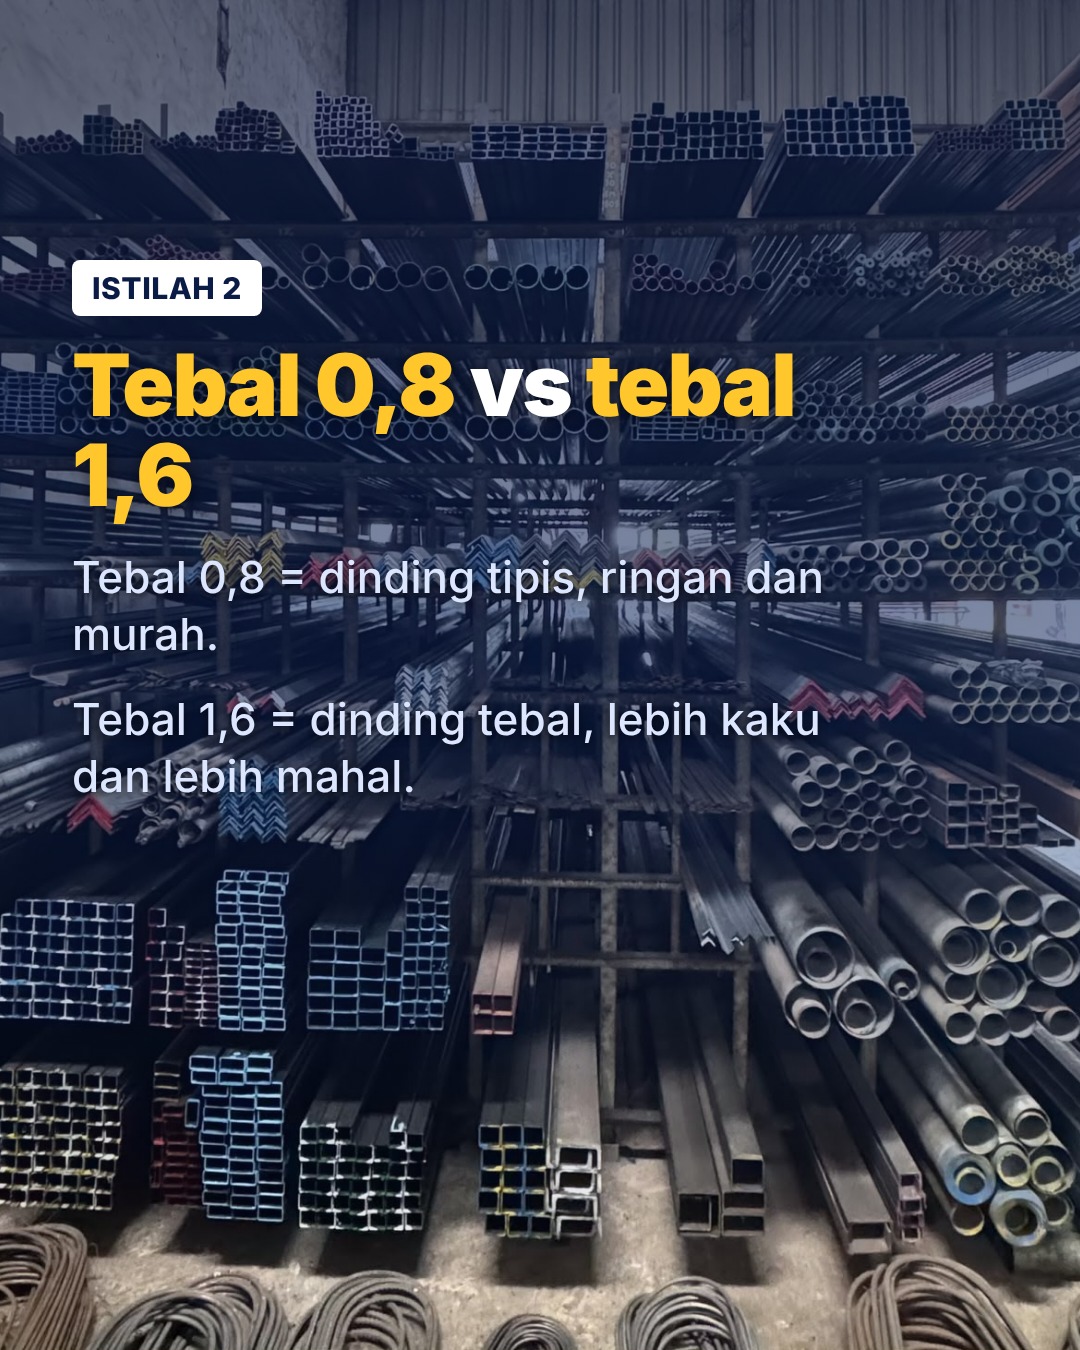 ISTILAH 2
Tebal 0,8 vs tebal
1,6
Tebal 0,8 = dinding tipis, ringan dan
murah.
Tebal 1,6 = dinding tebal, lebih kaku
dan lebih mahal.